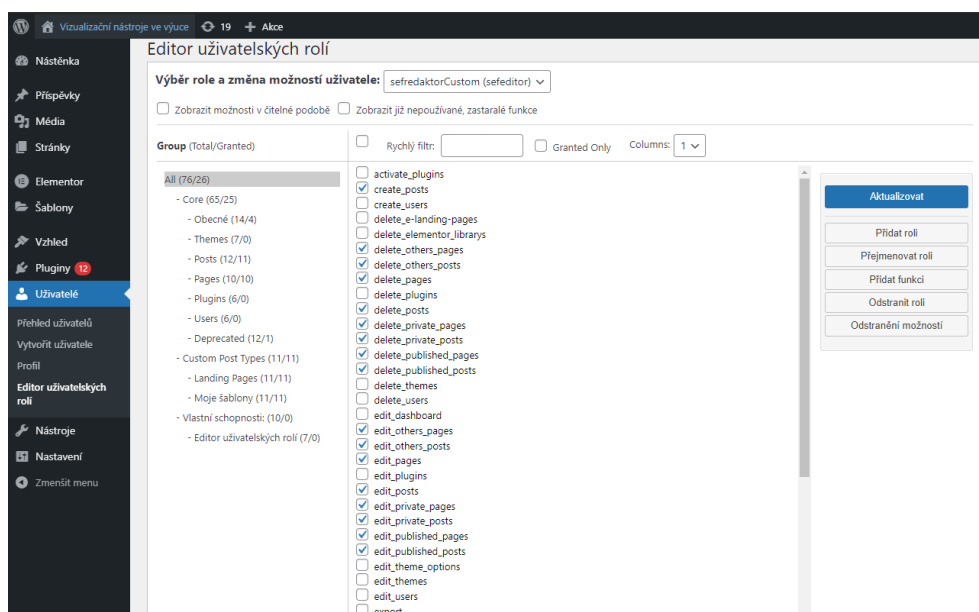 Vizualizační nástroje ve výuce 19 + Akce
Nástěnka
Příspěvky
Média
Stránky
Elementor
Šablony
Vzhled
Pluginy 12
Uživatelé
Přehled uživatelů
Vytvořit uživatele
Profil
Editor uživatelských
rolí
Nástroje
Nastavení
Zmenšit menu
Editor uživatelských rolí
Výběr role a změna možností uživatele: sefredaktorCustom (sefeditor)
Zobrazit možnosti v čitelné podobě Zobrazit již nepoužívané, zastaralé funkce
Group (Total/Granted)
All (76/26)
- Core (65/25)
- Obecné (14/4)
- Themes (7/0)
- Posts (12/11)
- Pages (10/10)
- Plugins (6/0)
- Users (6/0)
- Deprecated (12/1)
- Custom Post Types (11/11)
- Landing Pages (11/11)
- Moje šablony (11/11)
- Vlastní schopnosti: (10/0)
- Editor uživatelských rolí (7/0)
Rychlý filtr: Granted Only Columns: 1
activate_plugins
create_posts
create_users
delete_e-landing-pages
delete_elementor_librarys
delete_others_pages
delete_others_posts
delete_pages
delete_plugins
delete_posts
delete_private_pages
delete_private_posts
delete_published_pages
delete_published_posts
delete_themes
delete_users
edit_dashboard
edit_others_pages
edit_others_posts
edit_pages
edit_plugins
edit_posts
edit_private_pages
edit_private_posts
edit_published_pages
edit_published_posts
edit_theme_options
edit_themes
edit_users
export
Aktualizovat
Přidat roli
Přejmenovat roli
Přidat funkci
Odstranit roli
Odstranění možností